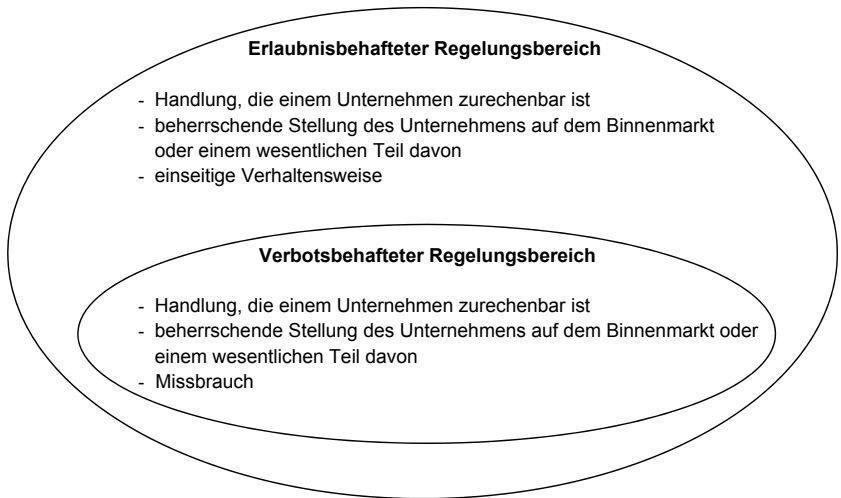 Erlaubnisbehafteter Regelungsbereich
- Handlung, die einem Unternehmen zurechenbar ist
- beherrschende Stellung des Unternehmens auf dem Binnenmarkt
oder einem wesentlichen Teil davon
- einseitige Verhaltensweise
Verbotsbehafteter Regelungsbereich
- Handlung, die einem Unternehmen zurechenbar ist
- beherrschende Stellung des Unternehmens auf dem Binnenmarkt oder
einem wesentlichen Teil davon
- Missbrauch